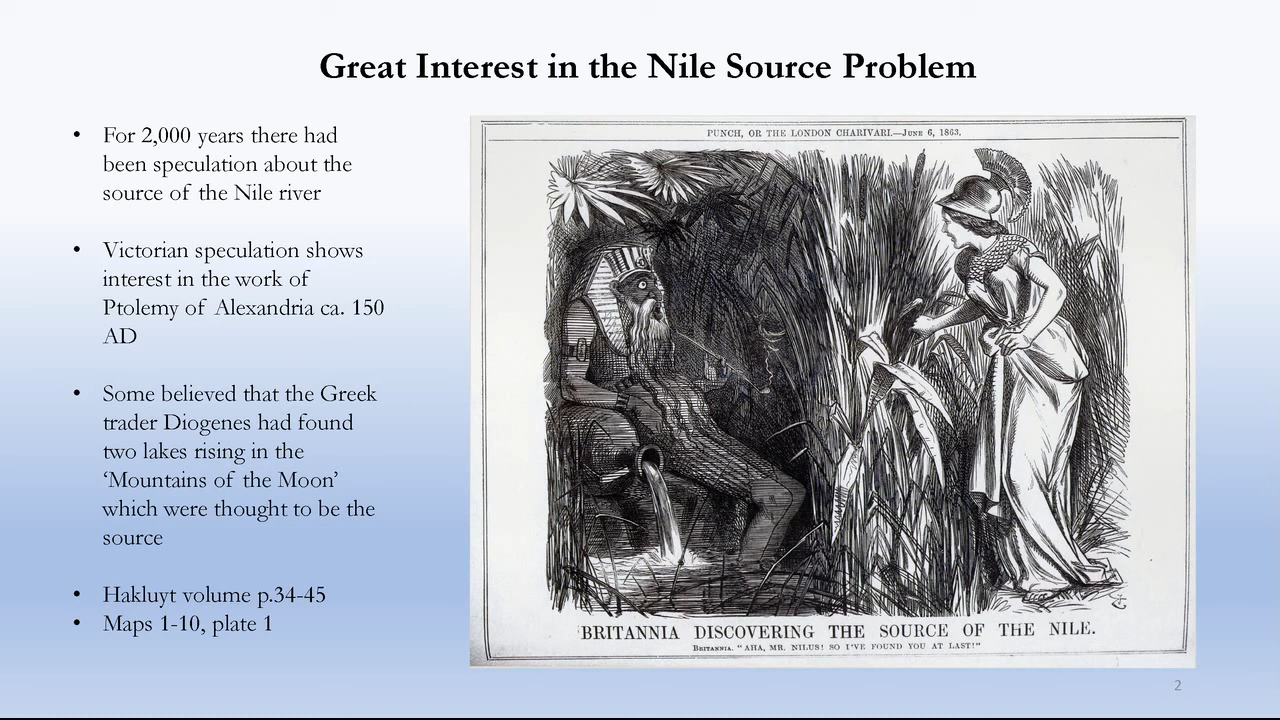 Great Interest in the Nile Source Problem
• For 2,000 years there had
been speculation about the
source of the Nile river
• Victorian speculation shows
interest in the work of
Ptolemy of Alexandria ca. 150
AD
• Some believed that the Greek
trader Diogenes had found
two lakes rising in the
‘Mountains of the Moon’
which were thought to be the
source
• Hakluyt volume p.34-45
• Maps 1-10, plate 1
PUNCH, OR THE LONDON CHARIVARI.—June 6, 1863.
BRITANNIA DISCOVERING THE SOURCE OF THE NILE.
Britannia. "AHA, MR. NILUS! SO I'VE FOUND YOU AT LAST!"
2